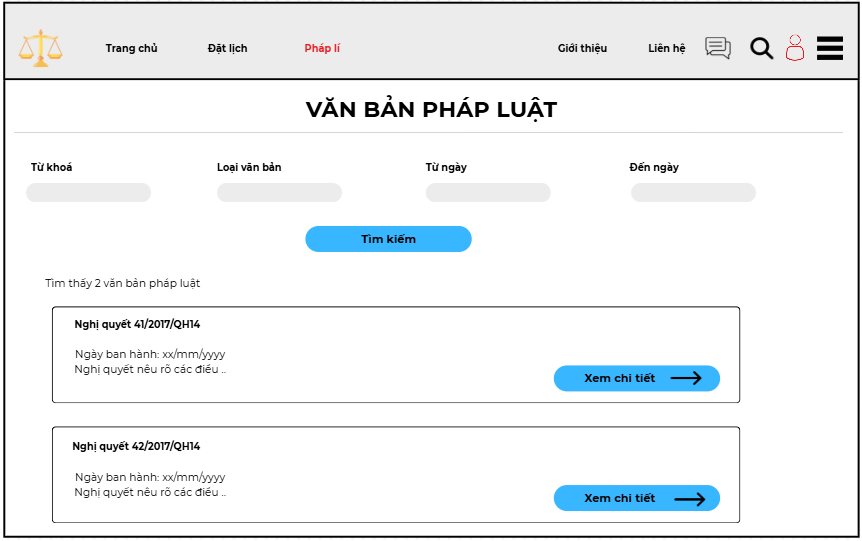 Trang chủ Đặt lịch Pháp lí Giới thiệu Liên hệ
VĂN BẢN PHÁP LUẬT
Từ khoá Loại văn bản Từ ngày Đến ngày
Tìm kiếm
Tìm thấy 2 văn bản pháp luật
Nghị quyết 41/2017/QH14
Ngày ban hành: xx/mm/yyyy
Nghị quyết nêu rõ các điều ..
Xem chi tiết
Nghị quyết 42/2017/QH14
Ngày ban hành: xx/mm/yyyy
Nghị quyết nêu rõ các điều ..
Xem chi tiết